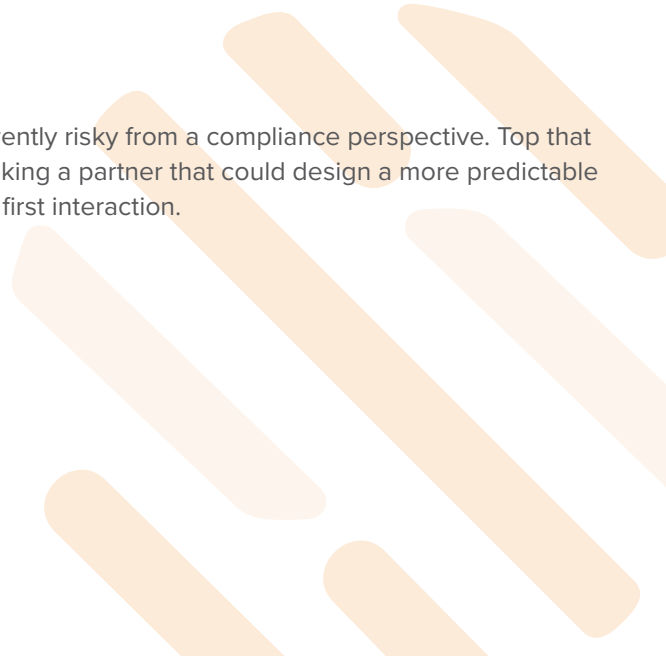 ently risky from a compliance perspective. Top that
king a partner that could design a more predictable
first interaction.